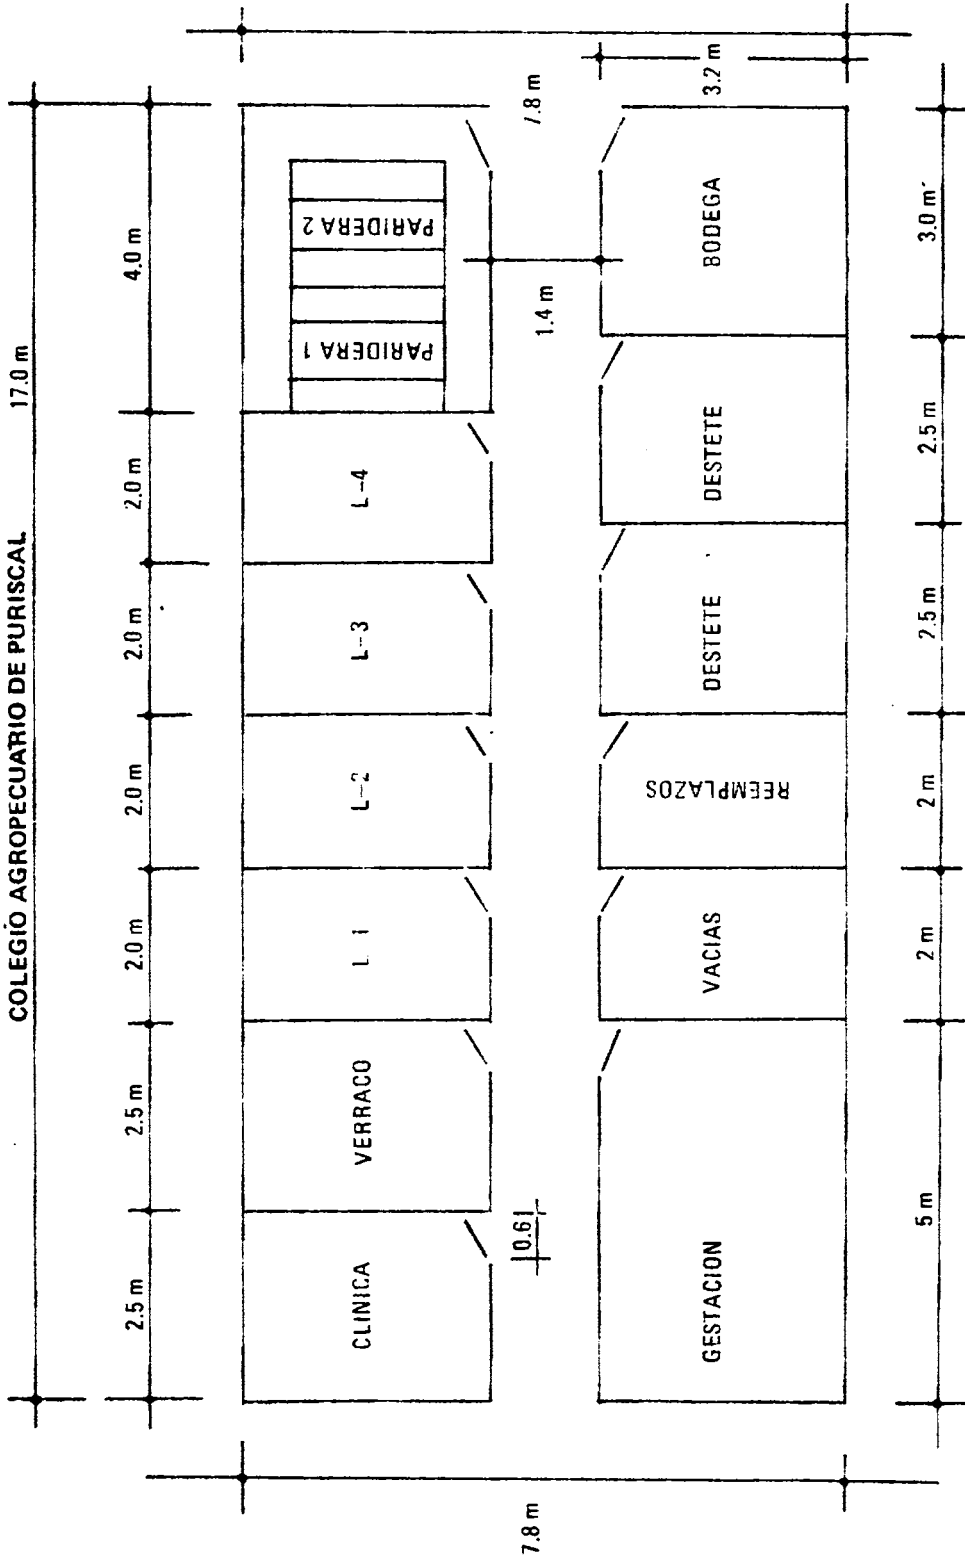 COLEGIO AGROPECUARIO DE PURISCAL
17.0 m
2.5 m
2.5 m
2.0 m
2.0 m
2.0 m
2.0 m
4.0 m
CLINICA
VERRACO
L 1
L-2
L-3
L-4
PARIDERA 1
PARIDERA 2
7.8 m
0.61
1.4 m
7.8 m
3.2 m
GESTACION
VACIAS
REEMPLAZOS
DESTETE
DESTETE
BODEGA
5 m
2 m
2 m
2.5 m
2.5 m
3.0 m